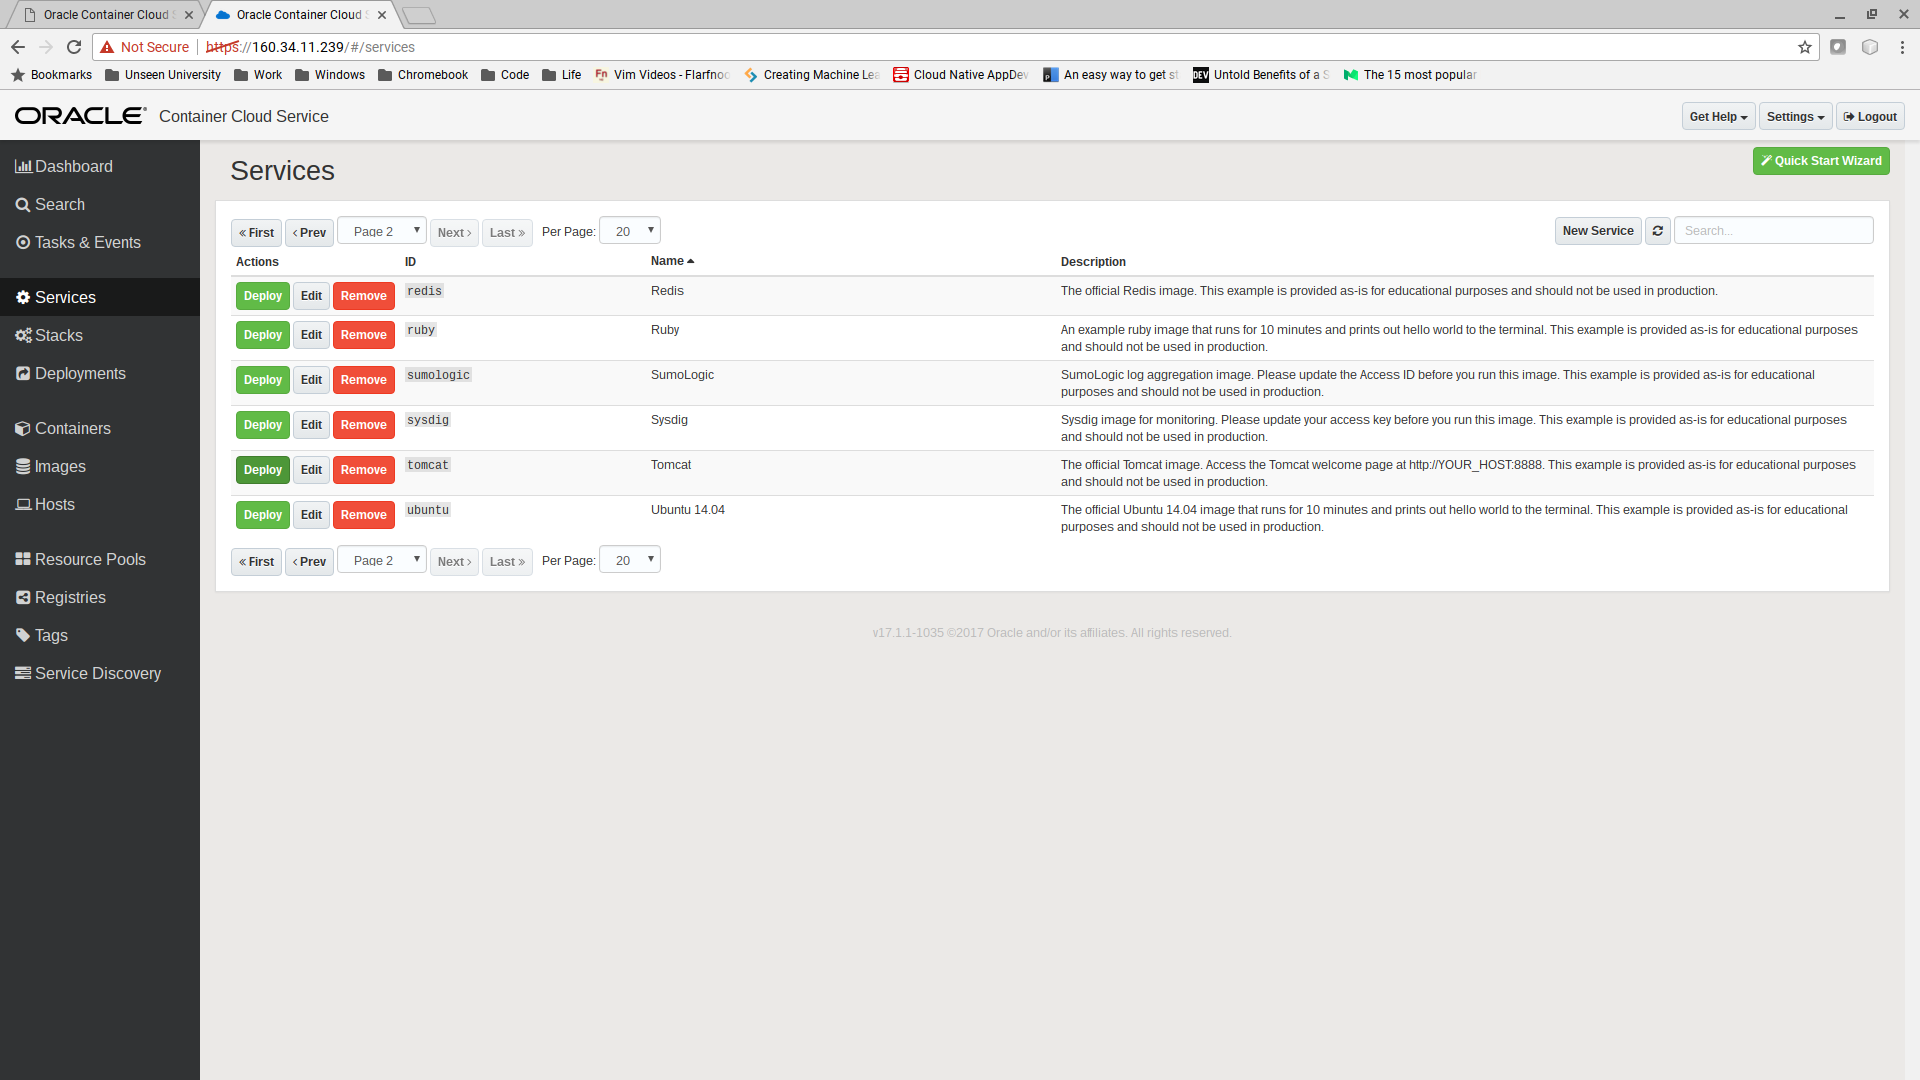 Oracle Container Cloud S
Oracle Container Cloud S
Not Secure https://160.34.11.239/#/services
Bookmarks Unseen University Work Windows Chromebook Code Life Vim Videos - Flarfnoo Creating Machine Lea Cloud Native AppDev An easy way to get st Untold Benefits of a S The 15 most popular
ORACLE Container Cloud Service
Get Help Settings Logout
Dashboard
Search
Tasks & Events
Services
Stacks
Deployments
Containers
Images
Hosts
Resource Pools
Registries
Tags
Service Discovery
Services
Quick Start Wizard
« First ‹ Prev Page 2 Next › Last » Per Page: 20
New Service Search...
Actions ID Name Description
Deploy Edit Remove redis Redis The official Redis image. This example is provided as-is for educational purposes and should not be used in production.
Deploy Edit Remove ruby Ruby An example ruby image that runs for 10 minutes and prints out hello world to the terminal. This example is provided as-is for educational purposes
and should not be used in production.
Deploy Edit Remove sumologic SumoLogic SumoLogic log aggregation image. Please update the Access ID before you run this image. This example is provided as-is for educational
purposes and should not be used in production.
Deploy Edit Remove sysdig Sysdig Sysdig image for monitoring. Please update your access key before you run this image. This example is provided as-is for educational purposes
and should not be used in production.
Deploy Edit Remove tomcat Tomcat The official Tomcat image. Access the Tomcat welcome page at http://YOUR_HOST:8888. This example is provided as-is for educational purposes
and should not be used in production.
Deploy Edit Remove ubuntu Ubuntu 14.04 The official Ubuntu 14.04 image that runs for 10 minutes and prints out hello world to the terminal. This example is provided as-is for educational
purposes and should not be used in production.
« First ‹ Prev Page 2 Next › Last » Per Page: 20
v17.1.1-1035 ©2017 Oracle and/or its affiliates. All rights reserved.